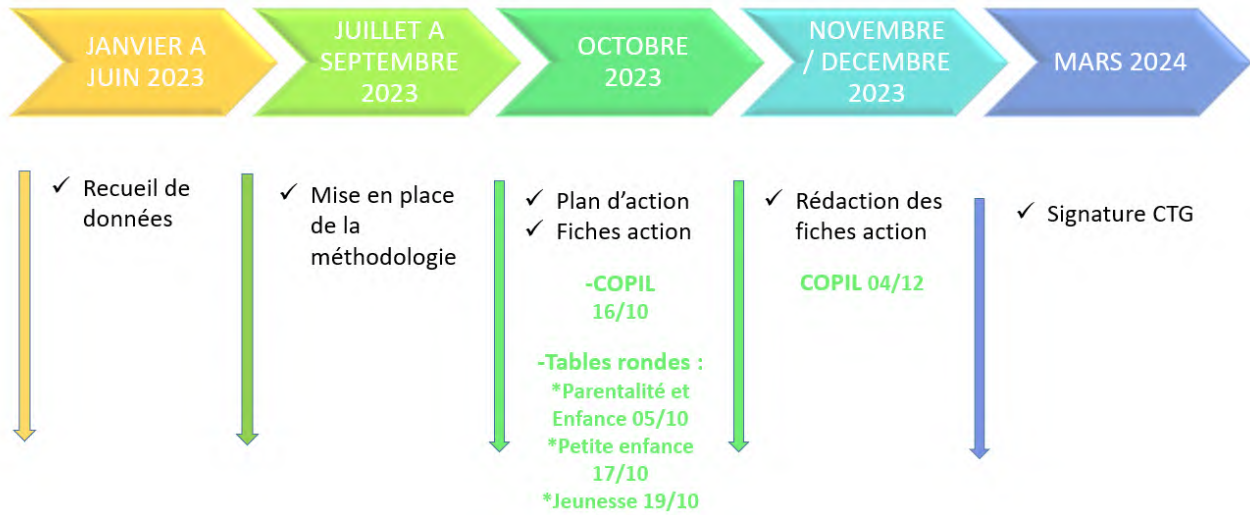 JANVIER A
JUIN 2023
JUILLET A
SEPTEMBRE
2023
OCTOBRE
2023
NOVEMBRE
/ DECEMBRE
2023
MARS 2024
✓ Recueil de
données
✓ Mise en place
de la
méthodologie
✓ Plan d’action
✓ Fiches action
-COPIL
16/10
-Tables rondes :
*Parentalité et
Enfance 05/10
*Petite enfance
17/10
*Jeunesse 19/10
✓ Rédaction des
fiches action
COPIL 04/12
✓ Signature CTG